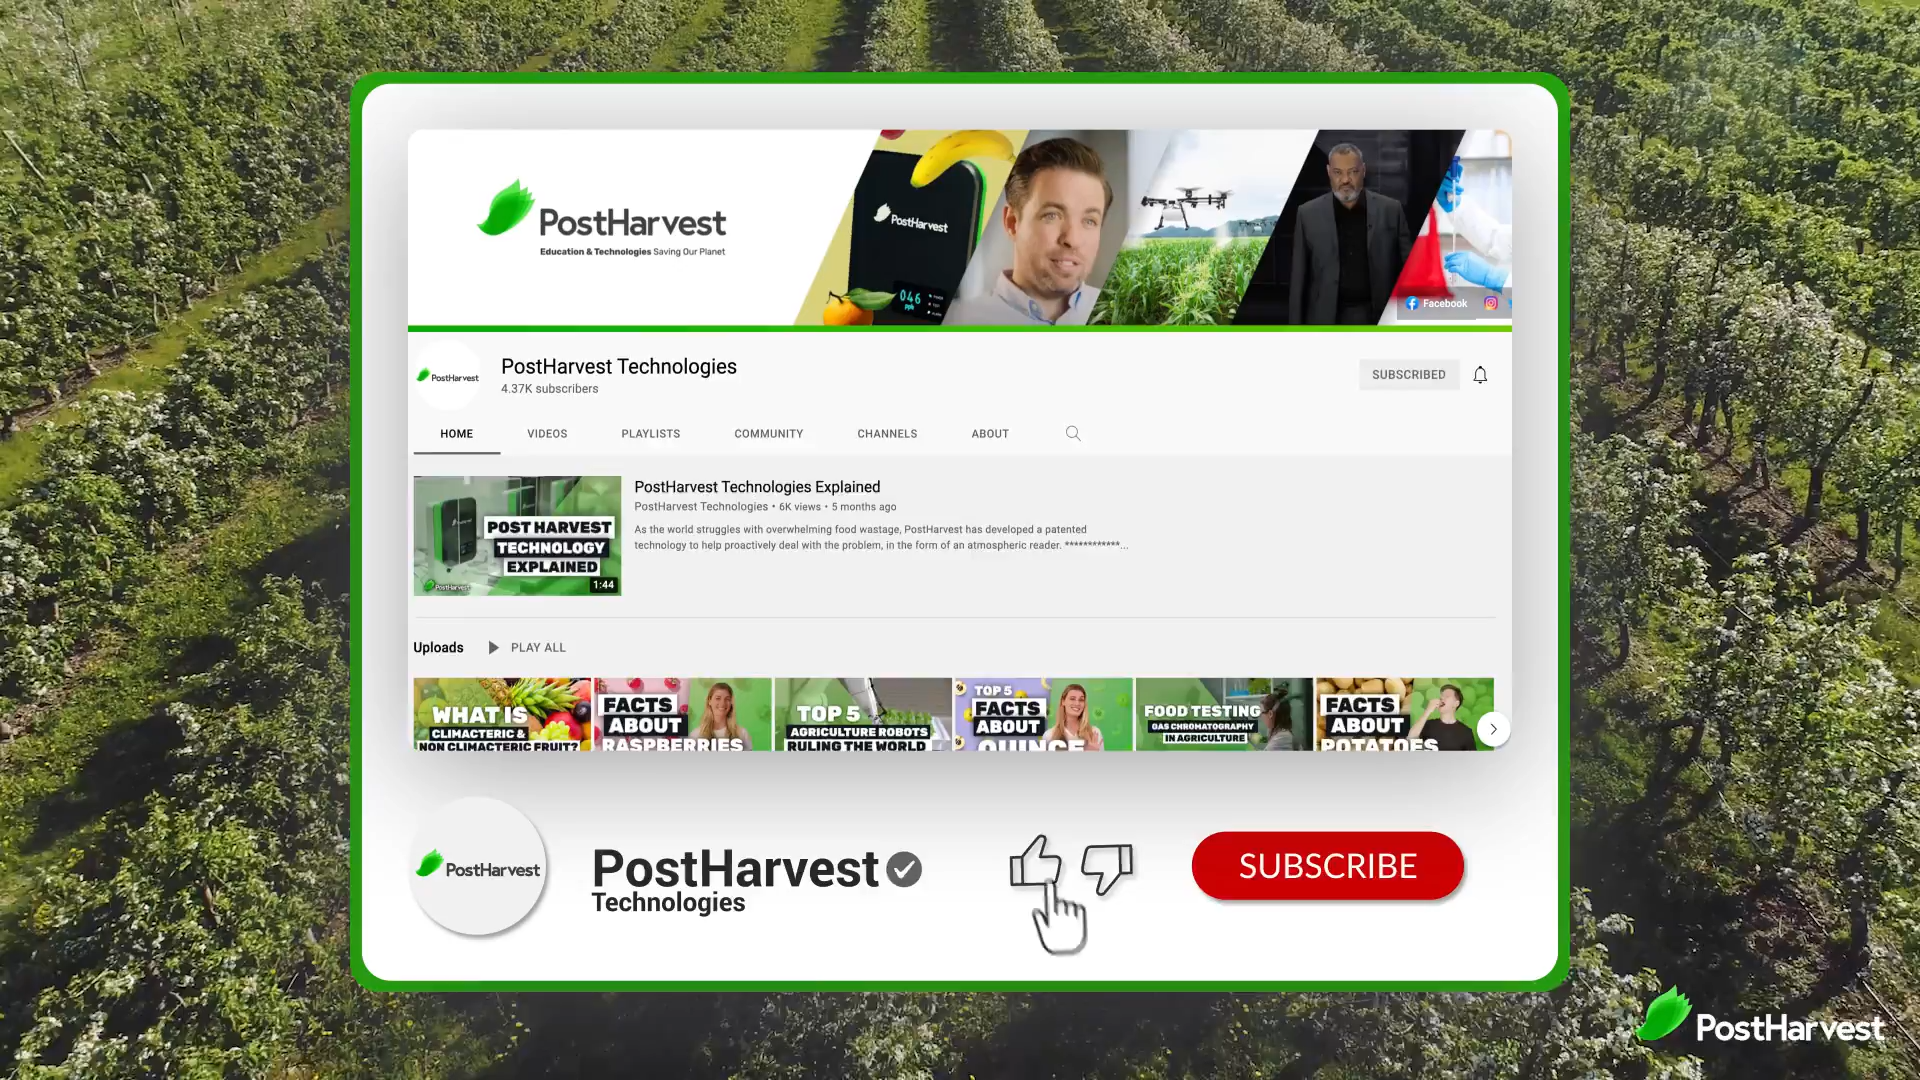 PostHarvest
Education & Technologies Saving Our Planet
PostHarvest
046
Facebook
PostHarvest
PostHarvest Technologies
4.37K subscribers
SUBSCRIBED
HOME VIDEOS PLAYLISTS COMMUNITY CHANNELS ABOUT
POST HARVEST
TECHNOLOGY
EXPLAINED
PostHarvest
1:44
PostHarvest Technologies Explained
PostHarvest Technologies • 6K views • 5 months ago
As the world struggles with overwhelming food wastage, PostHarvest has developed a patented
technology to help proactively deal with the problem, in the form of an atmospheric reader. ************...
Uploads PLAY ALL
WHAT IS
CLIMACTERIC &
NON CLIMACTERIC FRUIT?
FACTS
ABOUT
RASPBERRIES
TOP 5
AGRICULTURE ROBOTS
RULING THE WORLD
TOP 5
FACTS
ABOUT
QUINCE
FOOD TESTING
GAS CHROMATOGRAPHY
IN AGRICULTURE
FACTS
ABOUT
POTATOES
PostHarvest
PostHarvest
Technologies
SUBSCRIBE
PostHarvest